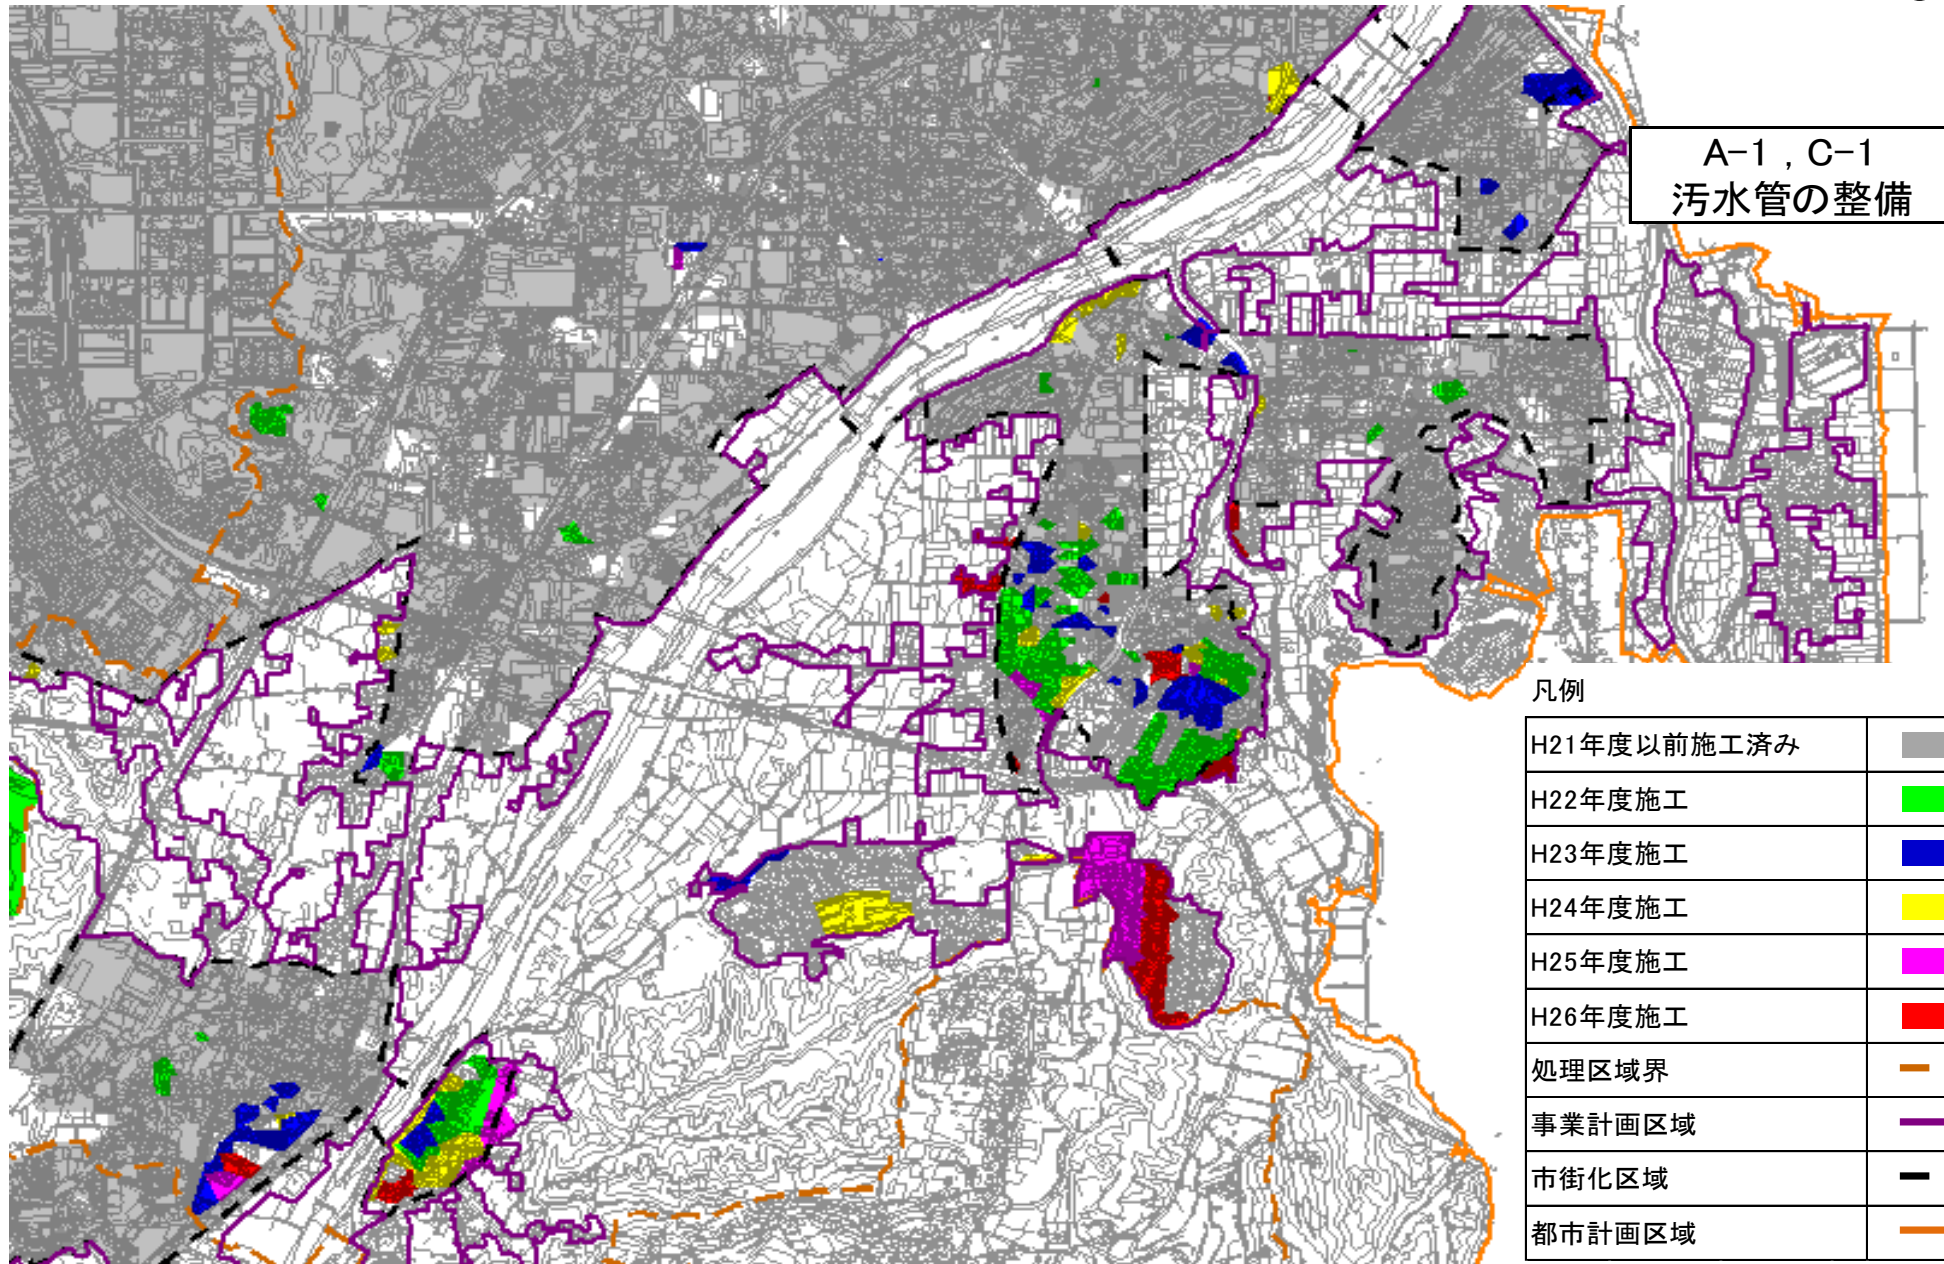 A-1 , C-1
汚水管の整備
凡例
H21年度以前施工済み
H22年度施工
H23年度施工
H24年度施工
H25年度施工
H26年度施工
処理区域界
事業計画区域
市街化区域
都市計画区域